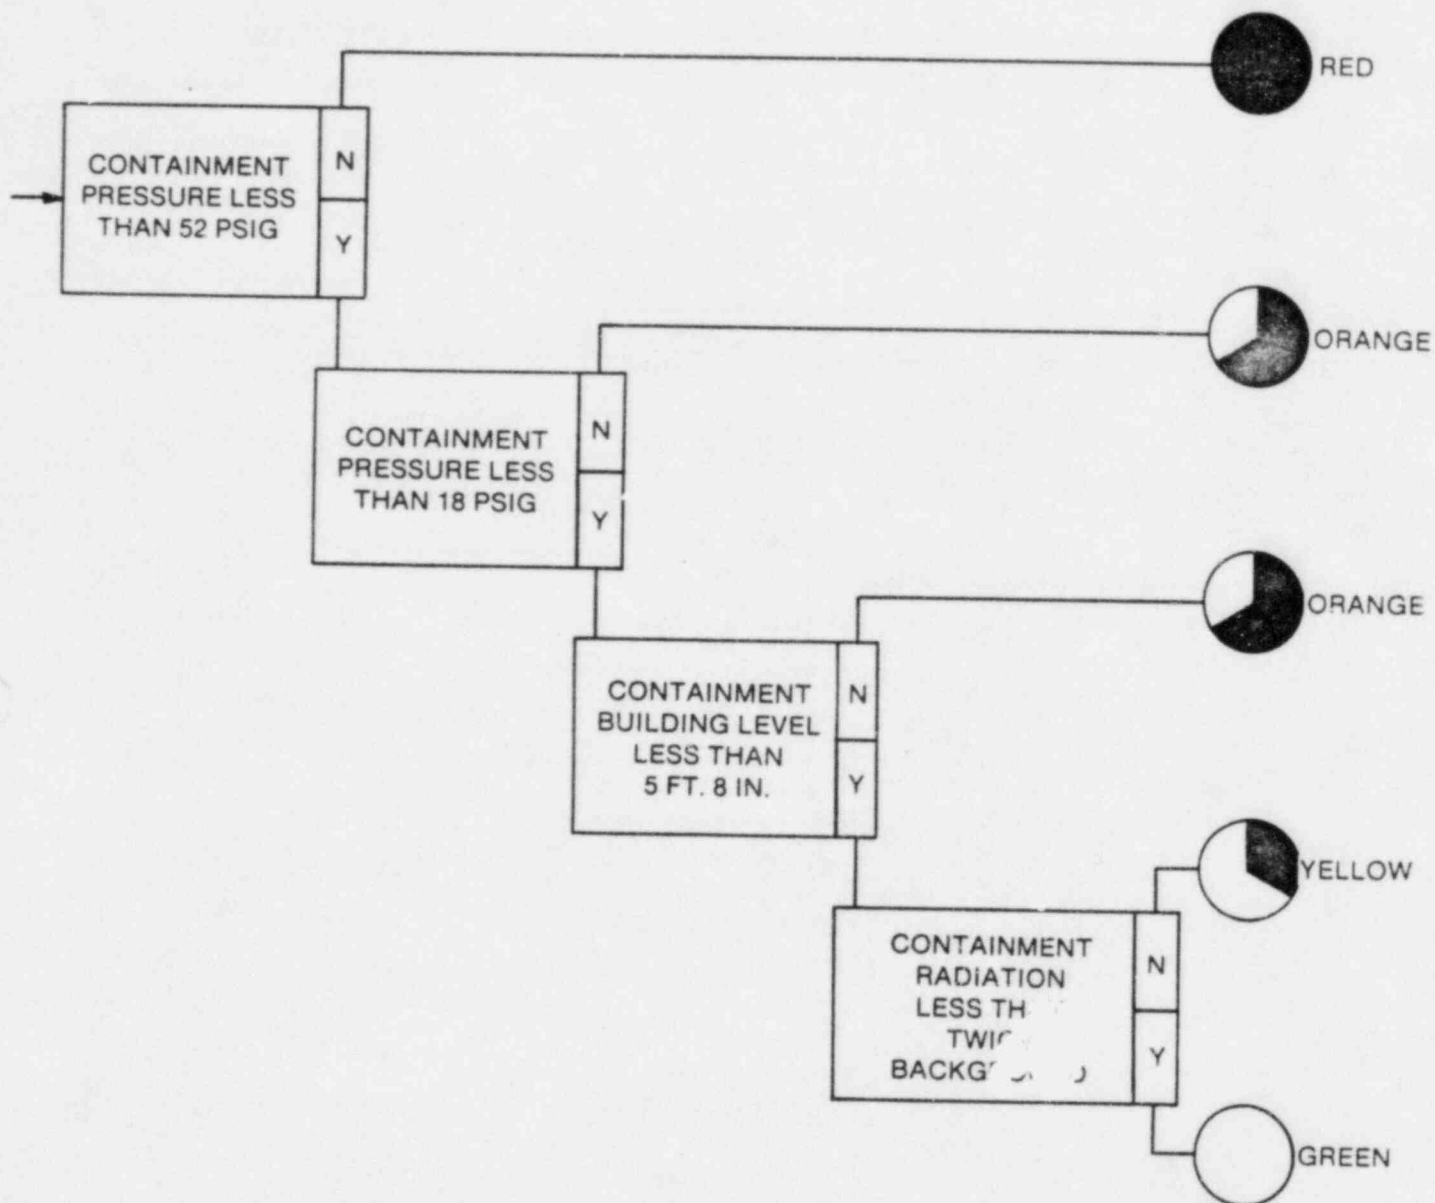 RED
CONTAINMENT
PRESSURE LESS
THAN 52 PSIG
N
Y
ORANGE
CONTAINMENT
PRESSURE LESS
THAN 18 PSIG
N
Y
ORANGE
CONTAINMENT
BUILDING LEVEL
LESS THAN
5 FT. 8 IN.
N
Y
YELLOW
CONTAINMENT
RADIATION
LESS
N
Y
GREEN